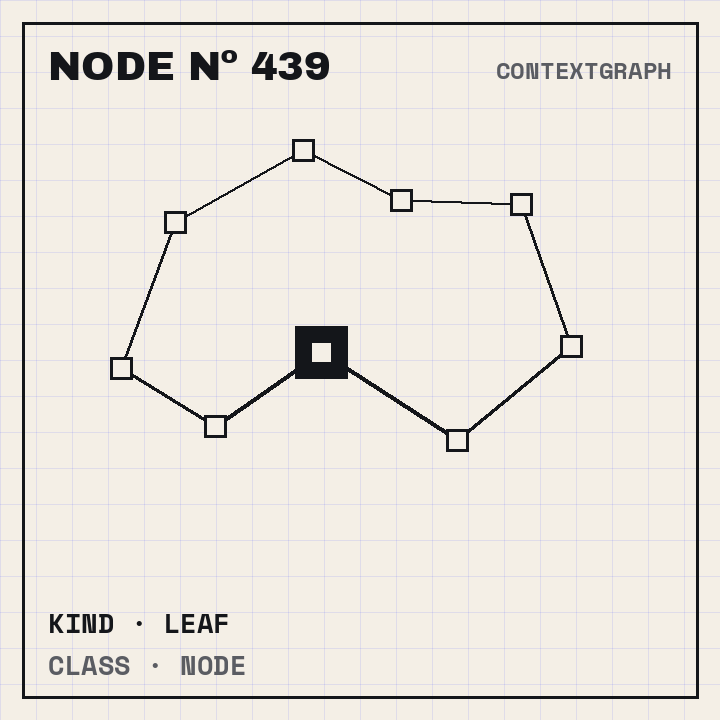 NODE Nº 439
CONTEXTGRAPH
KIND · LEAF
CLASS · NODE